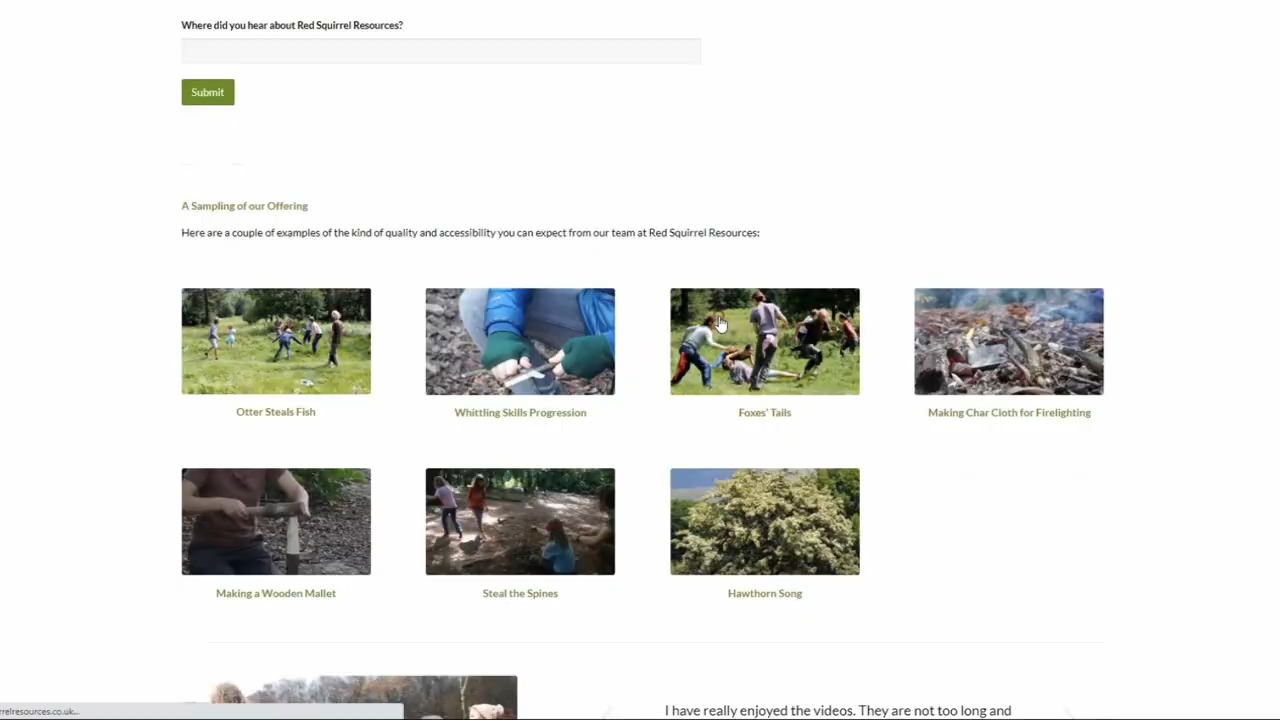 Where did you hear about Red Squirrel Resources?
Submit
A Sampling of our Offering
Here are a couple of examples of the kind of quality and accessibility you can expect from our team at Red Squirrel Resources:
Otter Steals Fish
Whittling Skills Progression
Foxes' Tails
Making Char Cloth for Firelighting
Making a Wooden Mallet
Steal the Spines
Hawthorn Song
I have really enjoyed the videos. They are not too long and
rrelresources.co.uk...